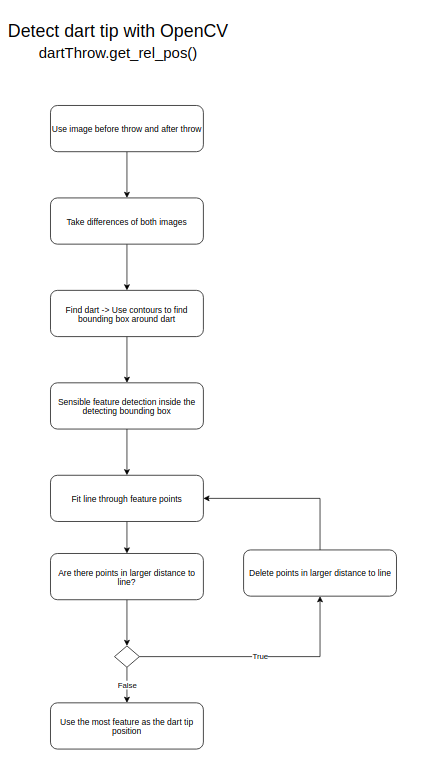 Detect dart tip with OpenCV
dartThrow.get_rel_pos()
Use image before throw and after throw
Take differences of both images
Find dart -> Use contours to find
bounding box around dart
Sensible feature detection inside the
detecting bounding box
Fit line through feature points
Are there points in larger distance to
line?
Delete points in larger distance to line
True
False
Use the most feature as the dart tip
position